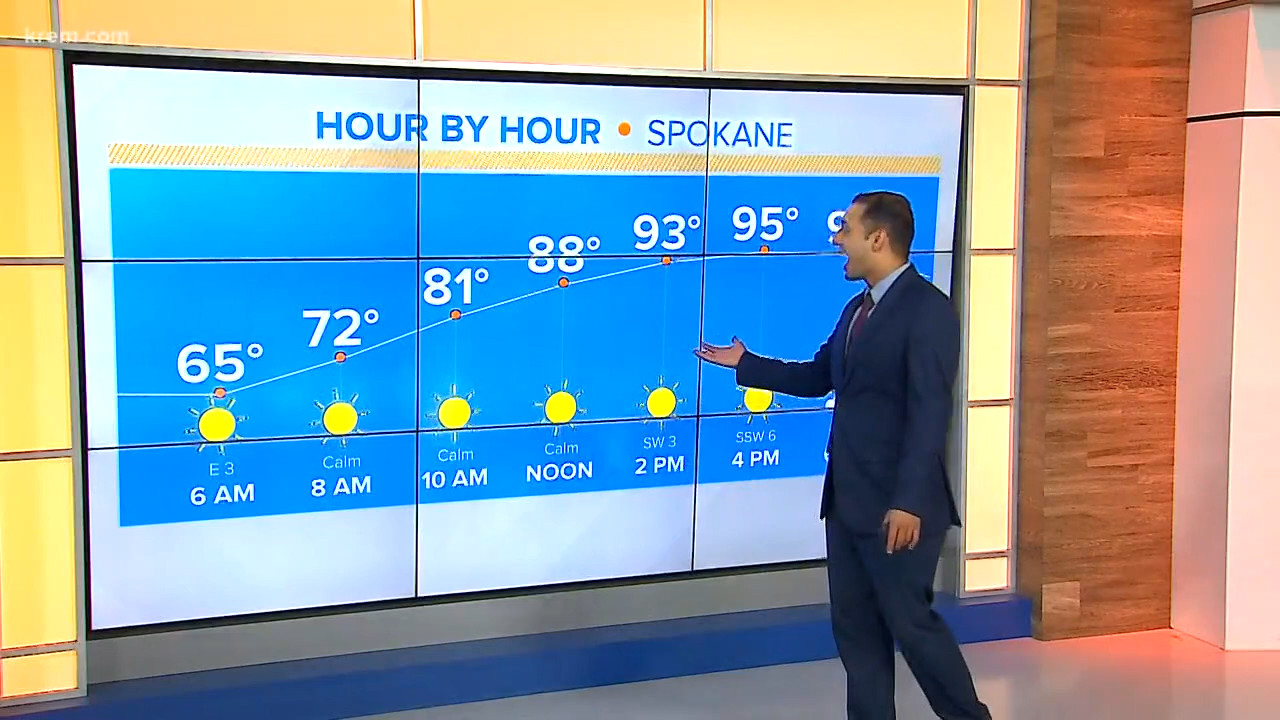 krem.com
HOUR BY HOUR • SPOKANE
65° 72° 81° 88° 93° 95°
E 3 Calm Calm Calm SW 3 SSW 6
6 AM 8 AM 10 AM NOON 2 PM 4 PM